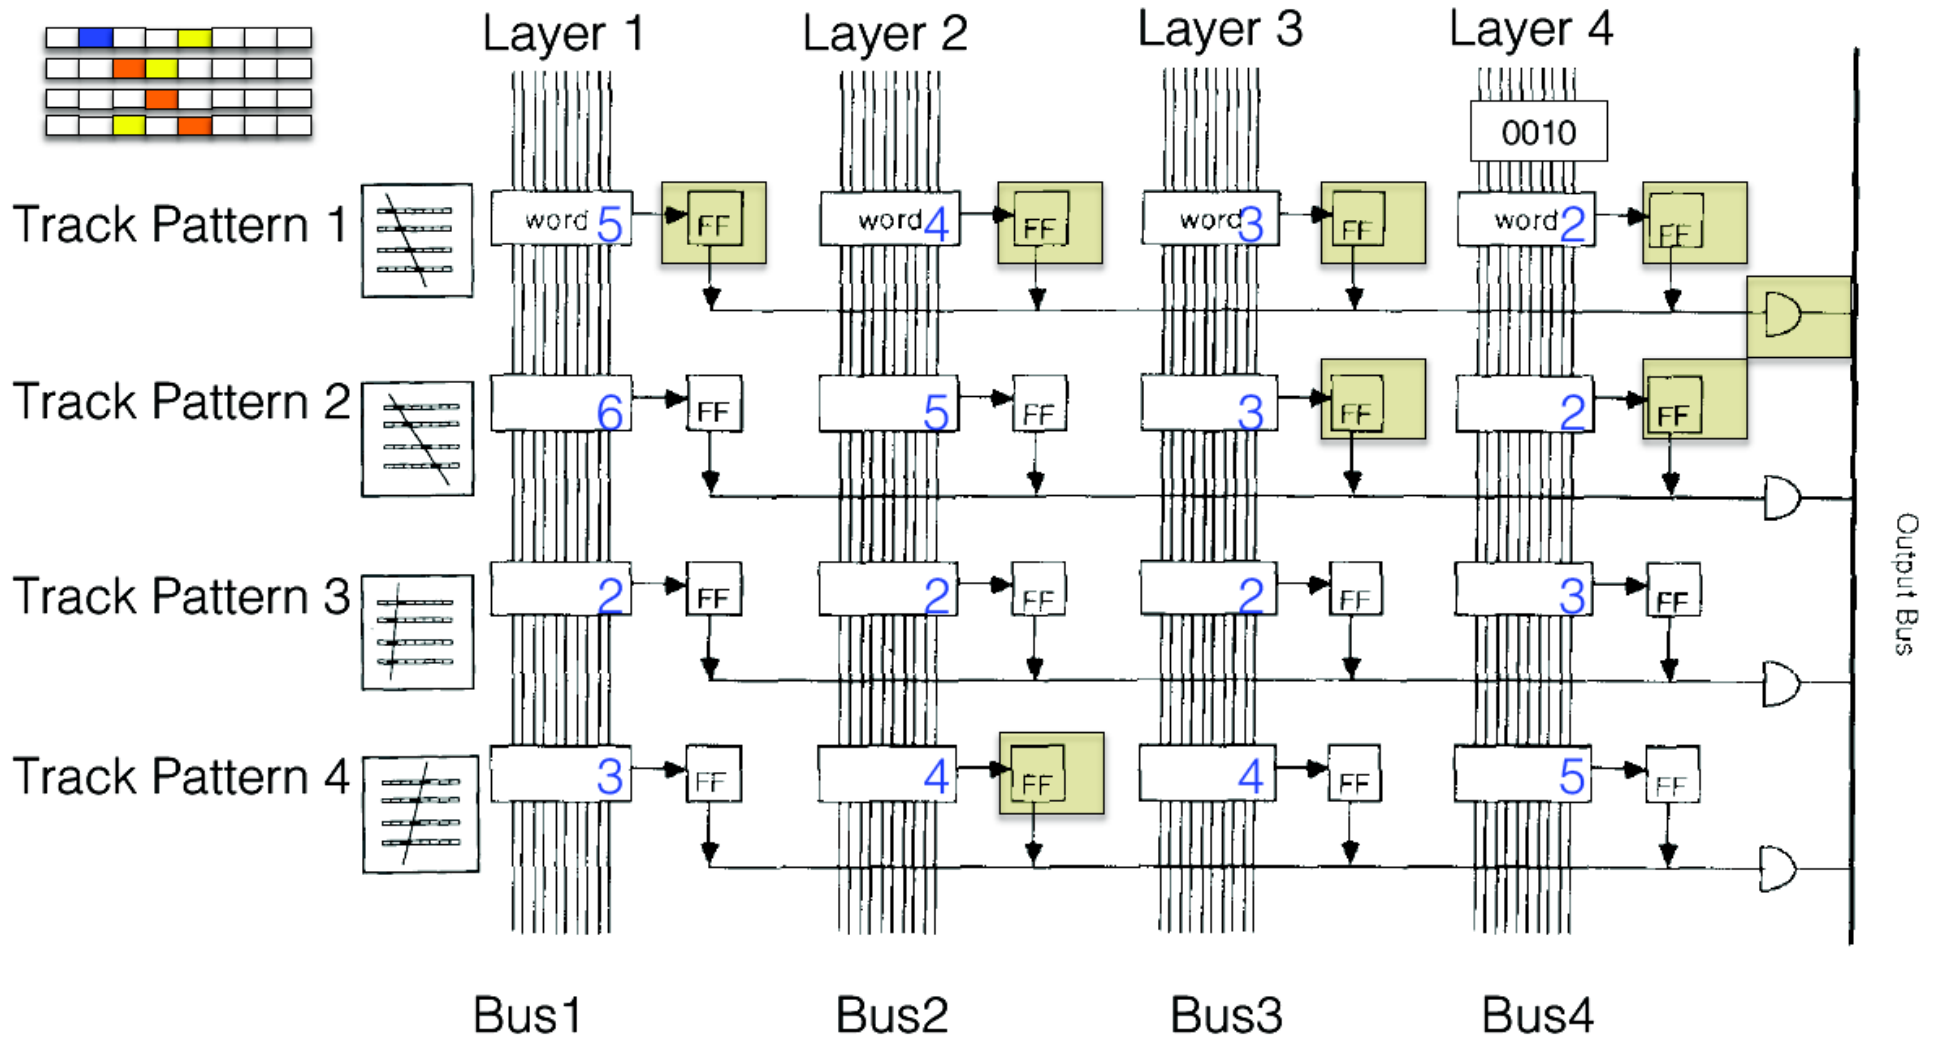 Layer 1 Layer 2 Layer 3 Layer 4
0010
Track Pattern 1 word 5 FF word 4 FF word 3 FF word 2 FF
Track Pattern 2 6 FF 5 FF 3 FF 2 FF
Track Pattern 3 2 FF 2 FF 2 FF 3 FF
Track Pattern 4 3 FF 4 FF 4 FF 5 FF
Output Bus
Bus1 Bus2 Bus3 Bus4